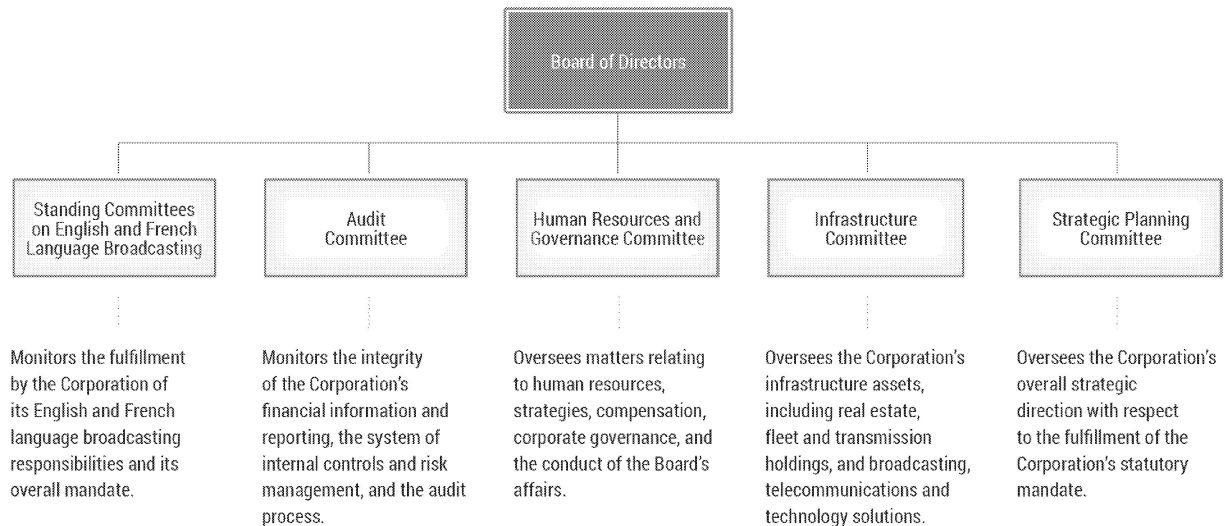 Board of Directors
Standing Committees
on English and French
Language Broadcasting
Audit
Committee
Human Resources and
Governance Committee
Infrastructure
Committee
Strategic Planning
Committee
Monitors the fulfillment
by the Corporation of
its English and French
language broadcasting
responsibilities and its
overall mandate.
Monitors the integrity
of the Corporation's
financial information and
reporting, the system of
internal controls and risk
management, and the audit
process.
Oversees matters relating
to human resources,
strategies, compensation,
corporate governance, and
the conduct of the Board's
affairs.
Oversees the Corporation's
infrastructure assets,
including real estate,
fleet and transmission
holdings, and broadcasting,
telecommunications and
technology solutions.
Oversees the Corporation's
overall strategic
direction with respect
to the fulfillment of the
Corporation's statutory
mandate.